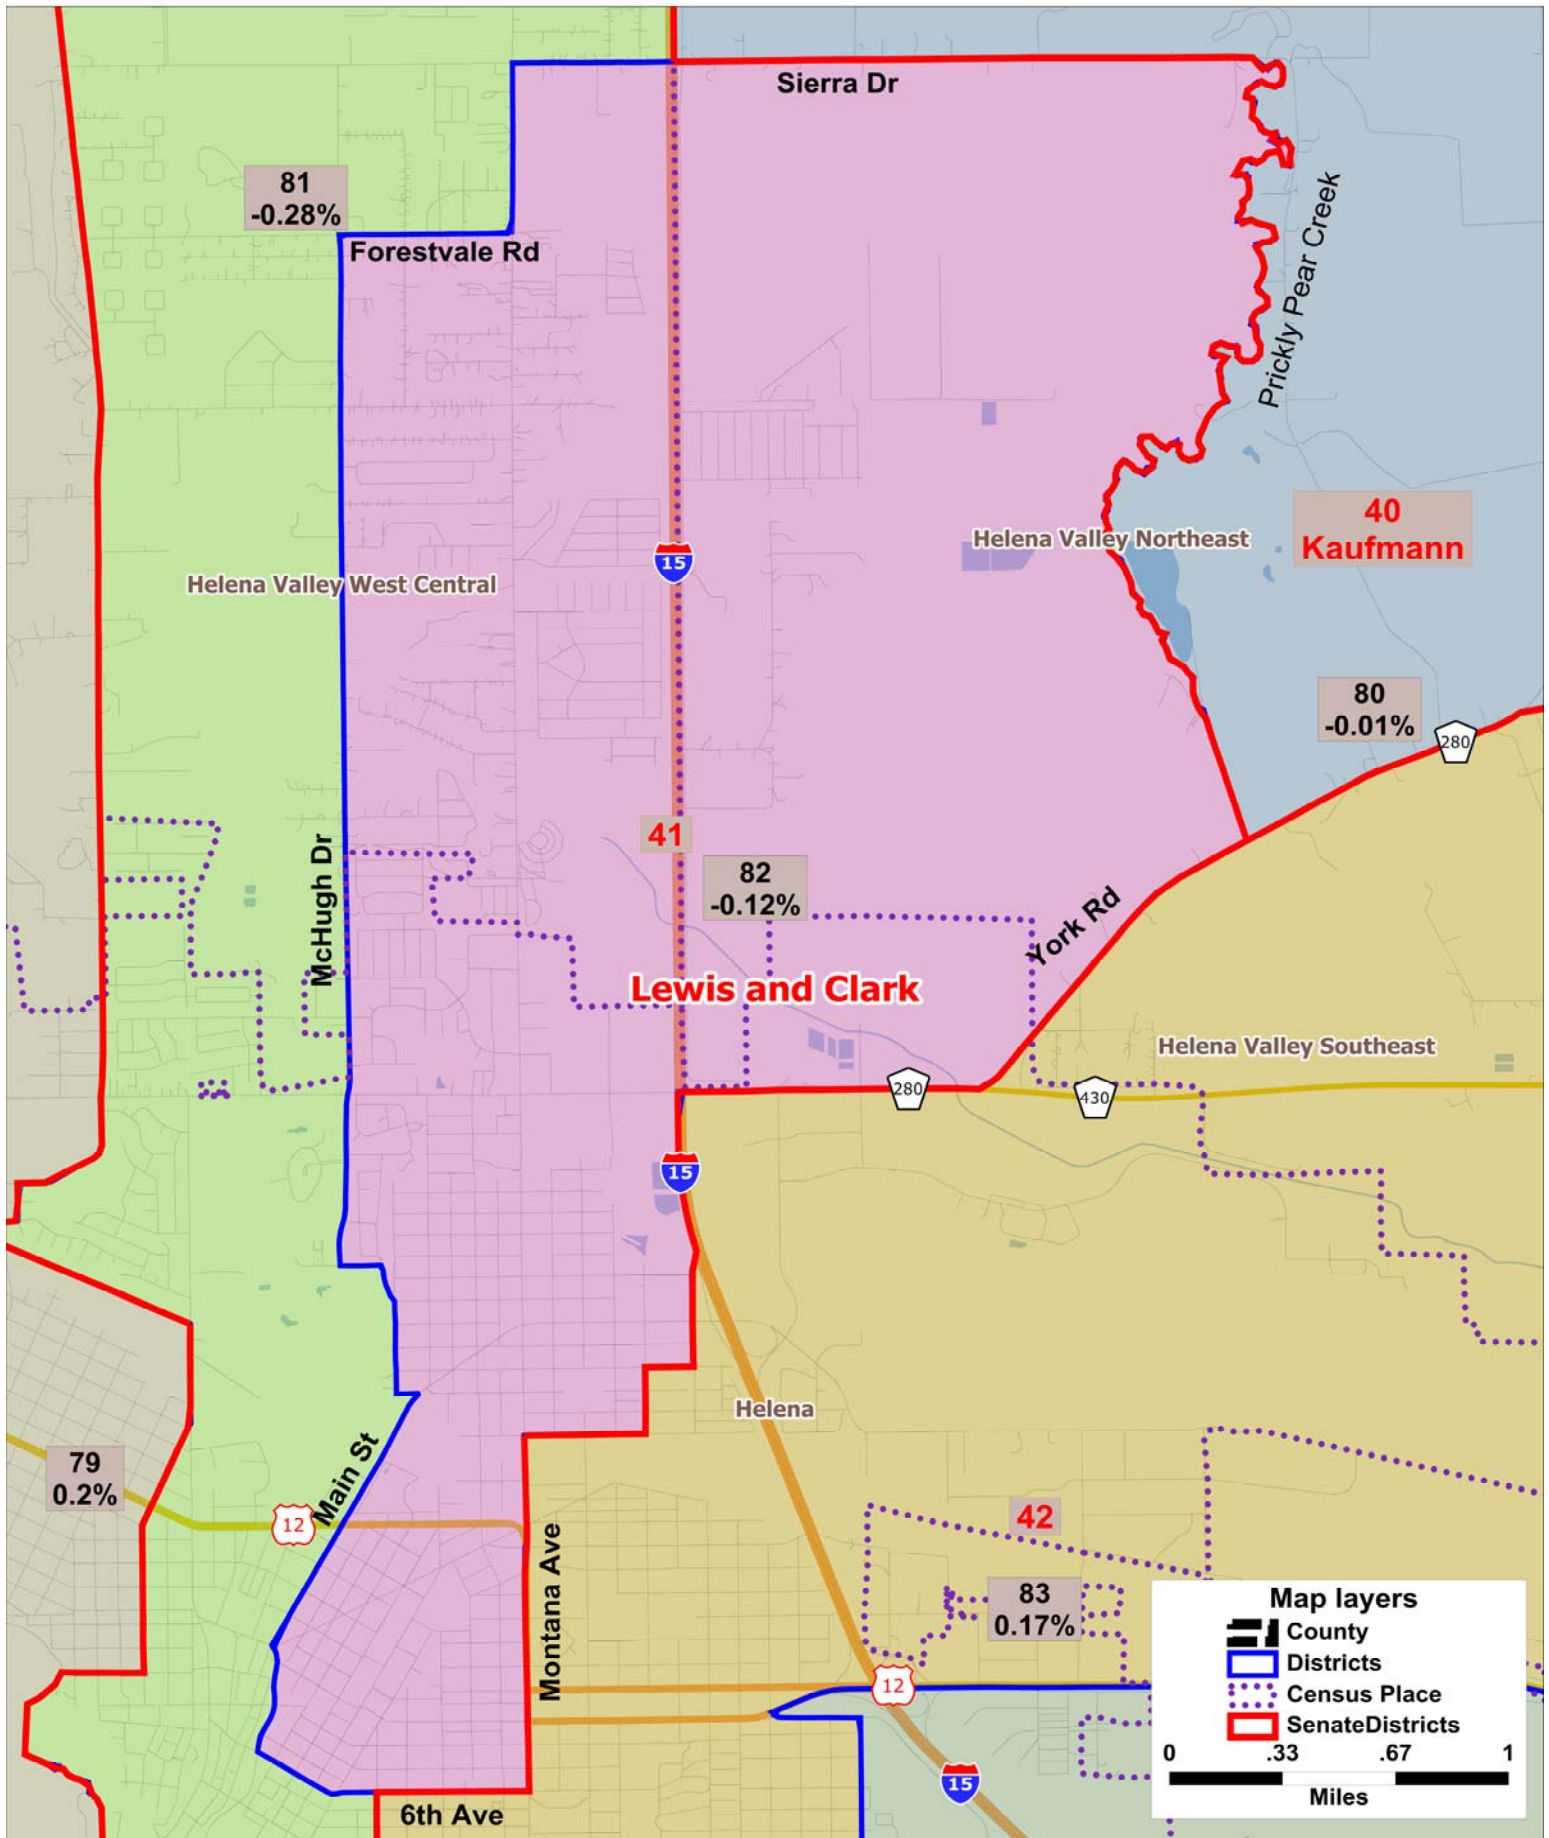 Sierra Dr
81
-0.28%
Forestvale Rd
Prickly Pear Creek
40
Kaufmann
15
Helena Valley Northeast
Helena Valley West Central
80
-0.01%
280
McHugh Dr
41
82
-0.12%
York Rd
Lewis and Clark
Helena Valley Southeast
280
430
15
Helena
79
0.2%
Main St
12
42
Montana Ave
83
0.17%
12
15
6th Ave
Map layers
County
Districts
Census Place
SenateDistricts
0 .33 .67 1
Miles